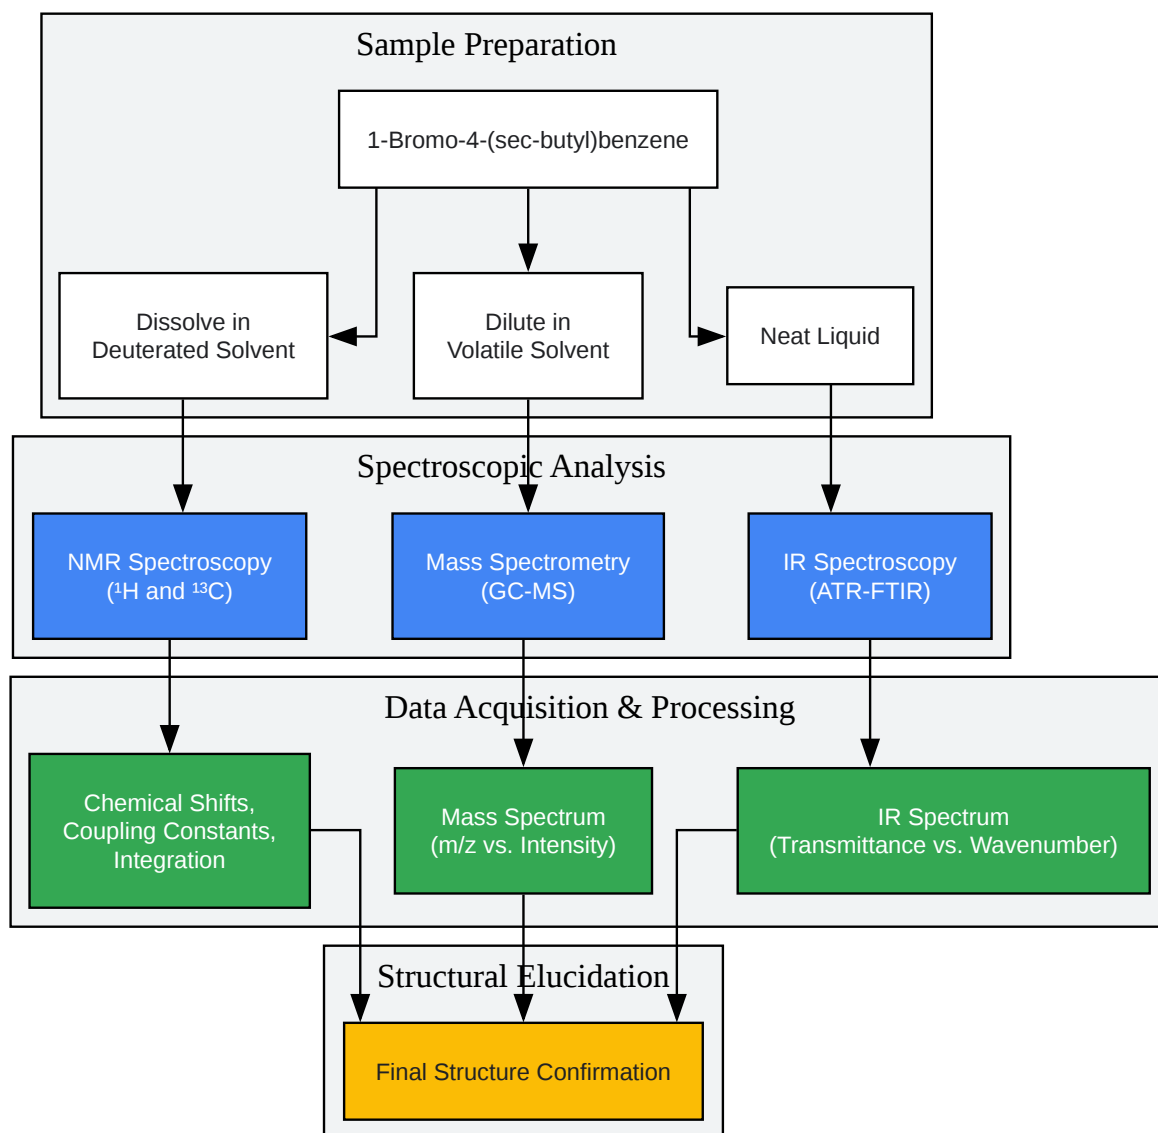 Sample Preparation
1-Bromo-4-(sec-butyl)benzene
Dissolve in
Deuterated Solvent
Dilute in
Volatile Solvent
Neat Liquid
Spectroscopic Analysis
NMR Spectroscopy
(¹H and ¹³C)
Mass Spectrometry
(GC-MS)
IR Spectroscopy
(ATR-FTIR)
Data Acquisition & Processing
Chemical Shifts,
Coupling Constants,
Integration
Mass Spectrum
(m/z vs. Intensity)
IR Spectrum
(Transmittance vs. Wavenumber)
Structural Elucidation
Final Structure Confirmation